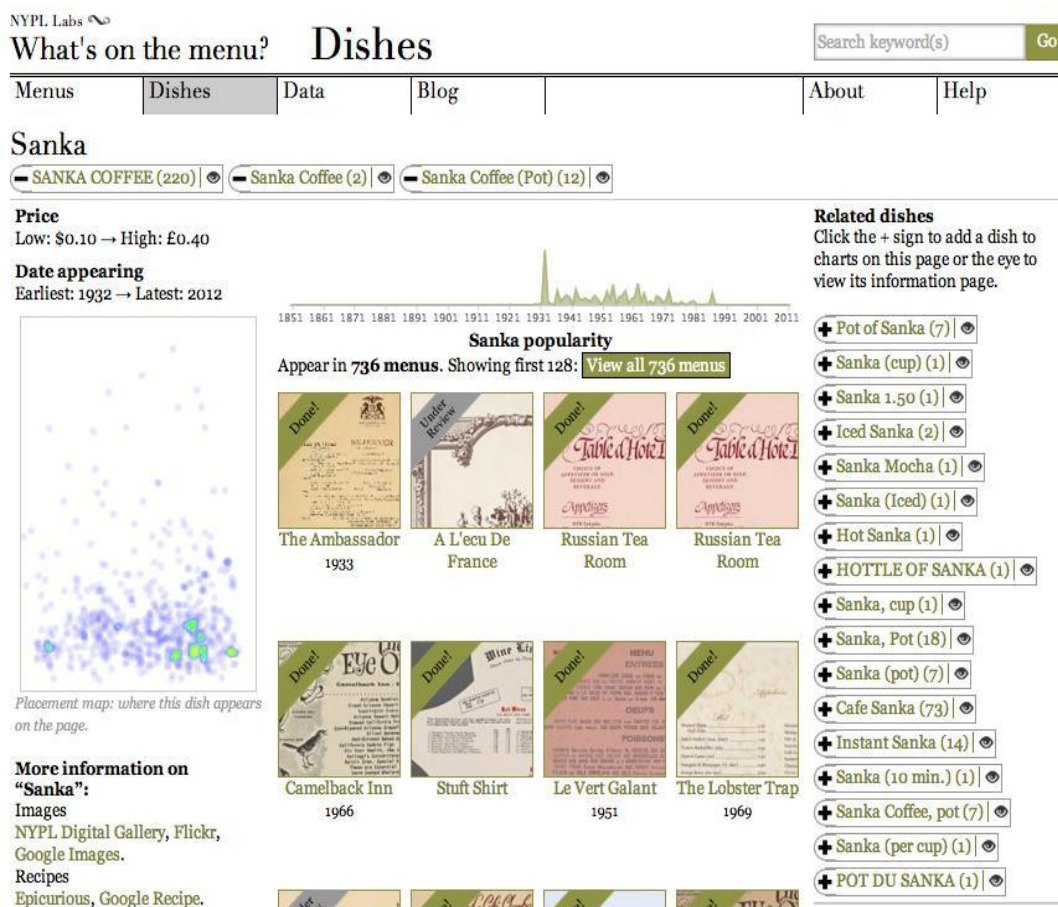 NYPL Labs
What's on the menu?
Dishes
Search keyword(s)
Go
Menus
Dishes
Data
Blog
About
Help
Sanka
SANKA COFFEE (220)
Sanka Coffee (2)
Sanka Coffee (Pot) (12)
Price
Low: $0.10 → High: £0.40
Date appearing
Earliest: 1932 → Latest: 2012
Placement map: where this dish appears
on the page.
More information on
“Sanka”:
Images
NYPL Digital Gallery, Flickr,
Google Images.
Recipes
Epicurious, Google Recipe.
1851 1861 1871 1881 1891 1901 1911 1921 1931 1941 1951 1961 1971 1981 1991 2001 2011
Sanka popularity
Appear in 736 menus. Showing first 128: View all 736 menus
Done!
Under
Review
Done!
Table d'Hote
Appetizers
Done!
Table d'Hote
Appetizers
The Ambassador
1933
A L'ecu De
France
Russian Tea
Room
Russian Tea
Room
Done!
Eye O
Camelback Inn
Done!
Wine Li
Done!
MENU
ENTREES
OEUFS
POISSONS
Done!
Camelback Inn
1966
Stuft Shirt
Le Vert Galant
1951
The Lobster Trap
1969
Related dishes
Click the + sign to add a dish to
charts on this page or the eye to
view its information page.
Pot of Sanka (7)
Sanka (cup) (1)
Sanka 1.50 (1)
Iced Sanka (2)
Sanka Mocha (1)
Sanka (Iced) (1)
Hot Sanka (1)
HOTTLE OF SANKA (1)
Sanka, cup (1)
Sanka, Pot (18)
Sanka (pot) (7)
Cafe Sanka (73)
Instant Sanka (14)
Sanka (10 min.) (1)
Sanka Coffee, pot (7)
Sanka (per cup) (1)
POT DU SANKA (1)